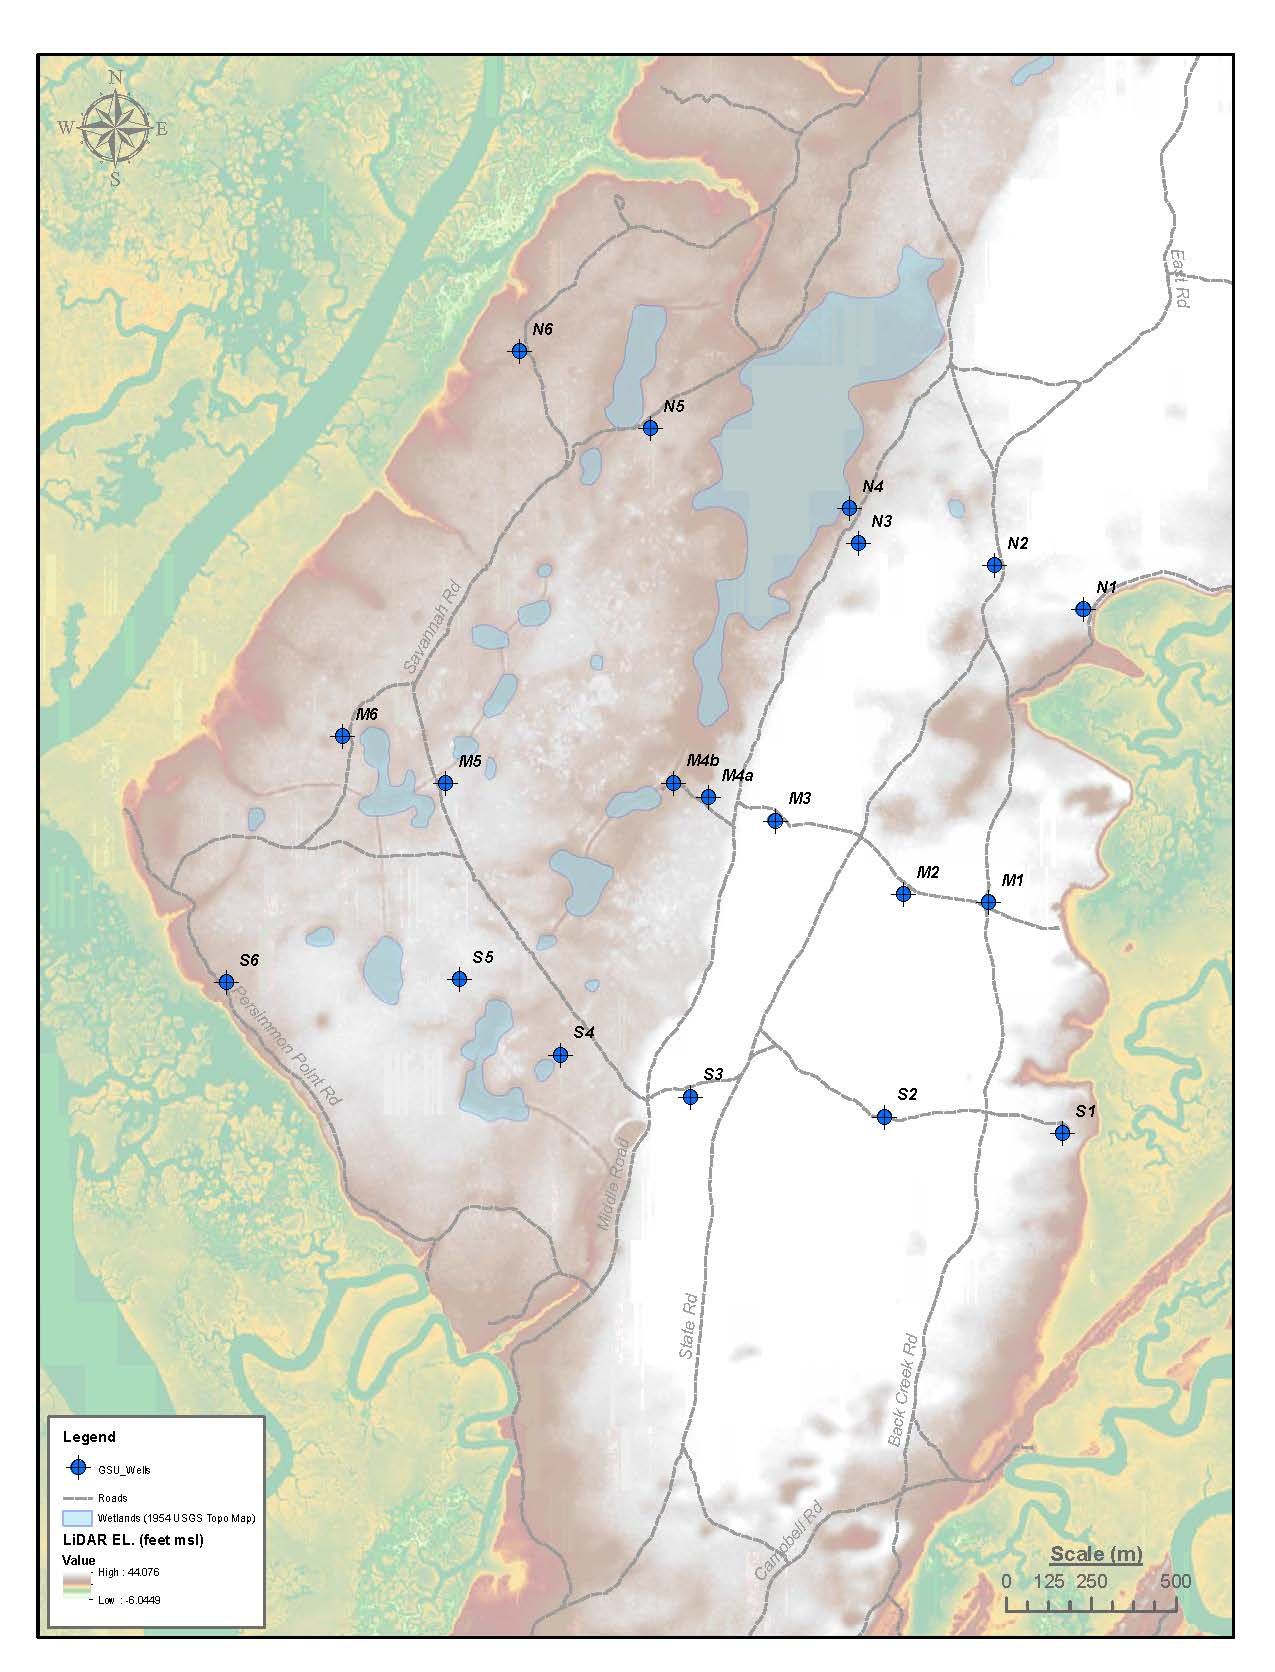 N
W E
S
East Rd
N6
N5
N4
N3
N2
N1
Savannah Rd
M6
M5
M4b
M4a
M3
M2
M1
S6
S5
Persimmon Point Rd
S4
S3
S2
S1
Middle Road
State Rd
Back Creek Rd
Campbell Rd
Legend
GSU_Wells
Roads
Wetlands (1954 USGS Topo Map)
LiDAR EL. (feet msl)
Value
High : 44.076
Low : -6.0449
Scale (m)
0 125 250 500